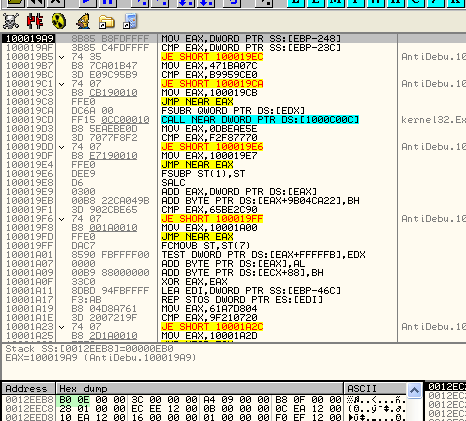 L E M T W H C
100019A9 8B85 B8FDFFFF MOV EAX,DWORD PTR SS:[EBP-248]
100019AF 3B85 C4FDFFFF CMP EAX,DWORD PTR SS:[EBP-23C]
100019B5 74 35 JE SHORT 100019EC AntiDebu.10
100019B7 B8 7CA01B47 MOV EAX,471BA07C
100019BC 3D E09C95B9 CMP EAX,B9959CE0
100019C1 74 07 JE SHORT 100019CA AntiDebu.10
100019C3 B8 CB190010 MOV EAX,100019CB
100019C8 FFE0 JMP NEAR EAX
100019CA DC6A 00 FSUBR QWORD PTR DS:[EDX]
100019CD FF15 0CC00010 CALL NEAR DWORD PTR DS:[1000C00C] kernel32.Ex
100019D3 B8 5EAEBE0D MOV EAX,0DBEAE5E
100019D8 3D 7077F8F2 CMP EAX,F2F87770
100019DD 74 07 JE SHORT 100019E6 AntiDebu.10
100019DF B8 E7190010 MOV EAX,100019E7
100019E4 FFE0 JMP NEAR EAX
100019E6 DEE9 FSUBP ST(1),ST
100019E8 D6 SALC
100019E9 0300 ADD EAX,DWORD PTR DS:[EAX]
100019EB 00B8 22CA049B ADD BYTE PTR DS:[EAX+9B04CA22],BH
100019F1 3D 902CBE65 CMP EAX,65BE2C90
100019F6 74 07 JE SHORT 100019FF AntiDebu.10
100019F8 B8 001A0010 MOV EAX,10001A00
100019FD FFE0 JMP NEAR EAX
100019FF DAC7 FCMOVB ST,ST(7)
10001A01 8590 FBFFFF00 TEST DWORD PTR DS:[EAX+FFFFFB],EDX
10001A07 0000 ADD BYTE PTR DS:[EAX],AL
10001A09 00B9 88000000 ADD BYTE PTR DS:[ECX+88],BH
10001A0F 33C0 XOR EAX,EAX
10001A11 8DBD 94FBFFFF LEA EDI,DWORD PTR SS:[EBP-46C]
10001A17 F3:AB REP STOS DWORD PTR ES:[EDI]
10001A19 B8 04D8A761 MOV EAX,61A7D804
10001A1E 3D 2007219F CMP EAX,9F210720
10001A23 74 07 JE SHORT 10001A2C AntiDebu.10
10001A25 B8 2D1A0010 MOV EAX,10001A2D
Stack SS:[0012EEB8]=00000EB0
EAX=100019A9 (AntiDebu.100019A9)
Address Hex dump ASCII
0012EEB8 B0 0E 00 00 3C 00 00 00 A4 09 00 00 B8 0F 00 00
0012EEC8 28 01 00 00 EC EE 12 00 0B 00 00 00 0C EA 12 00
0012EED8 10 EA 12 00 16 00 00 00 01 00 00 00 F0 EF 12 00